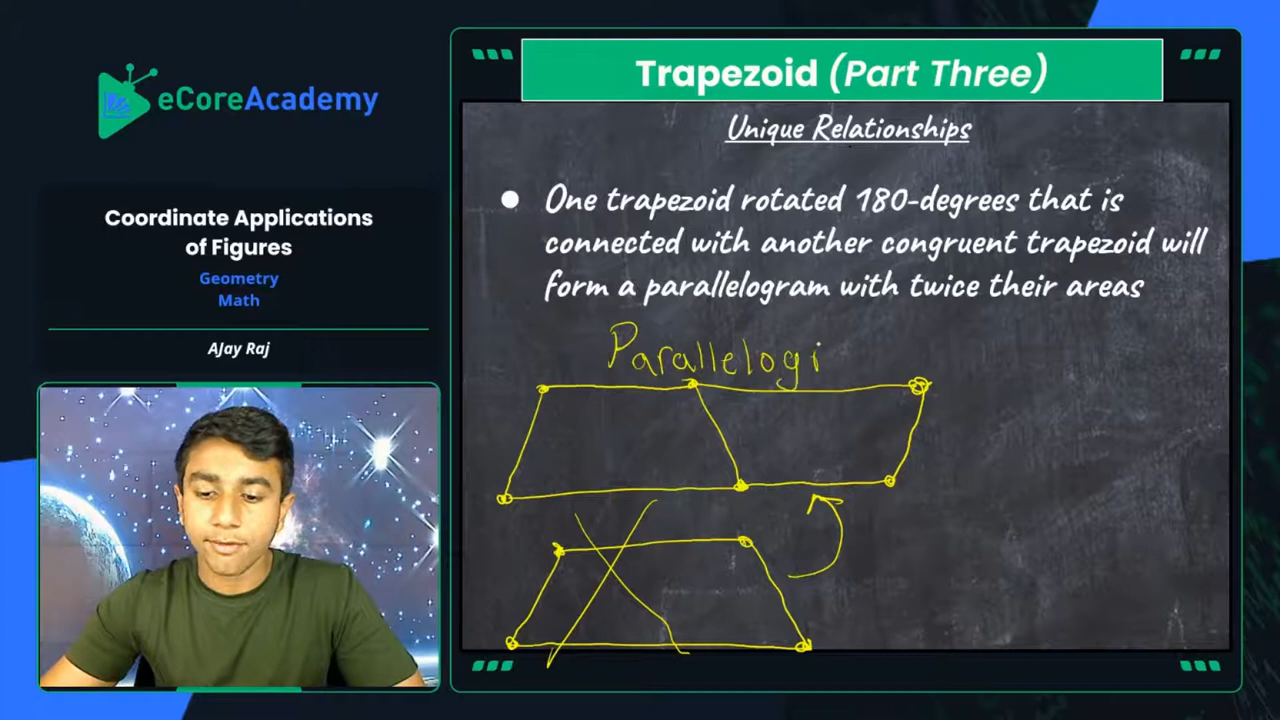 eCoreAcademy
Coordinate Applications
of Figures
Geometry
Math
AJay Raj
Trapezoid (Part Three)
Unique Relationships
One trapezoid rotated 180-degrees that is
connected with another congruent trapezoid will
form a parallelogram with twice their areas
Parallelogi